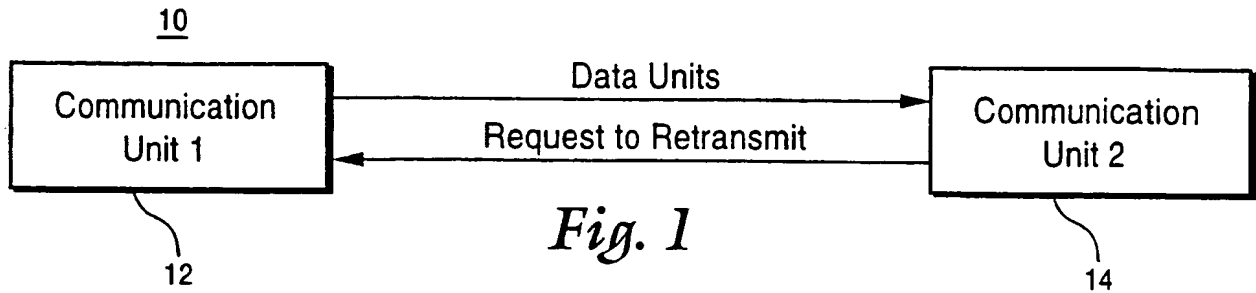 10
Communication
Unit 1
Data Units
Request to Retransmit
Communication
Unit 2
12
Fig. 1
14